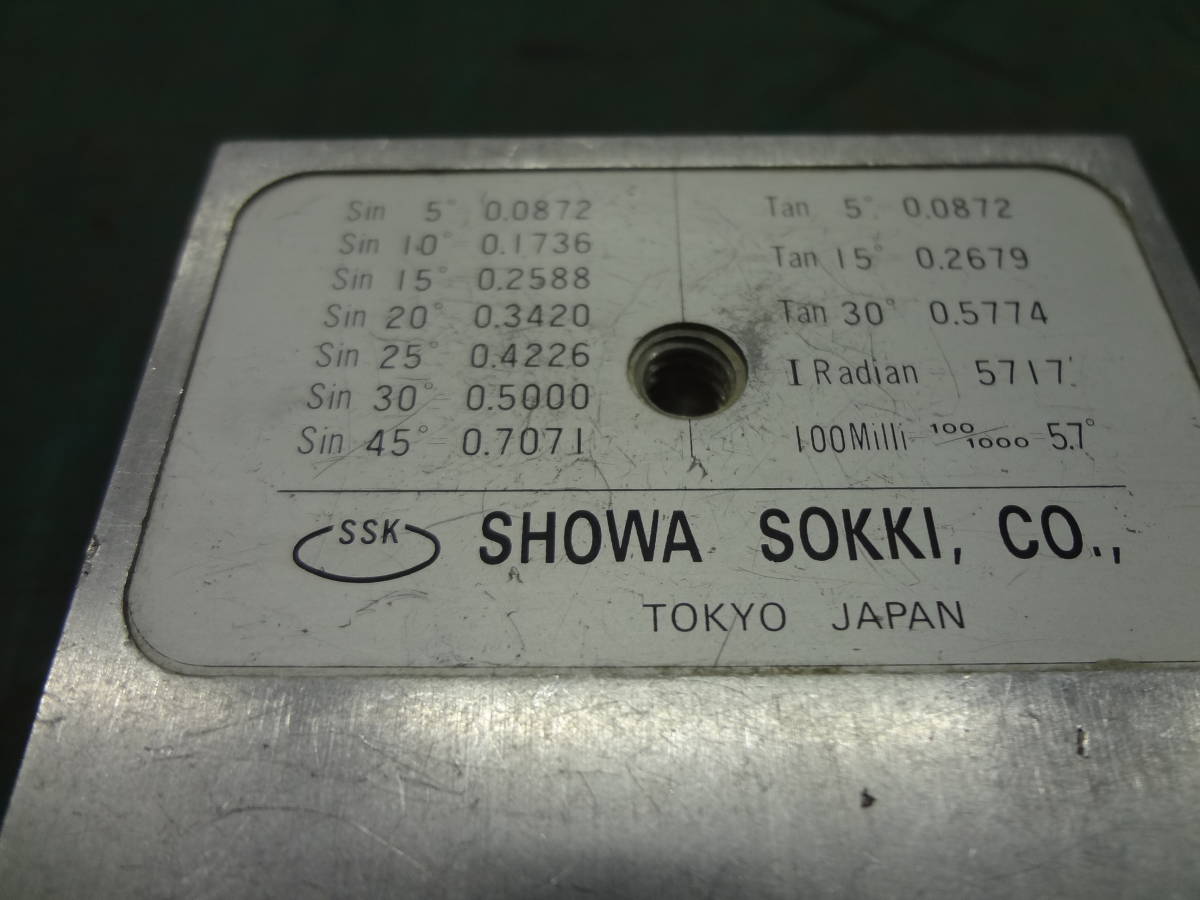 Sin 5° 0.0872
Sin 10° 0.1736
Sin 15° 0.2588
Sin 20° 0.3420
Sin 25° 0.4226
Sin 30° 0.5000
Sin 45° 0.7071
Tan 5° 0.0872
Tan 15° 0.2679
Tan 30° 0.5774
I Radian 5717'
100Milli 100/1000 5.7°
SSK SHOWA SOKKI, CO.,
TOKYO JAPAN